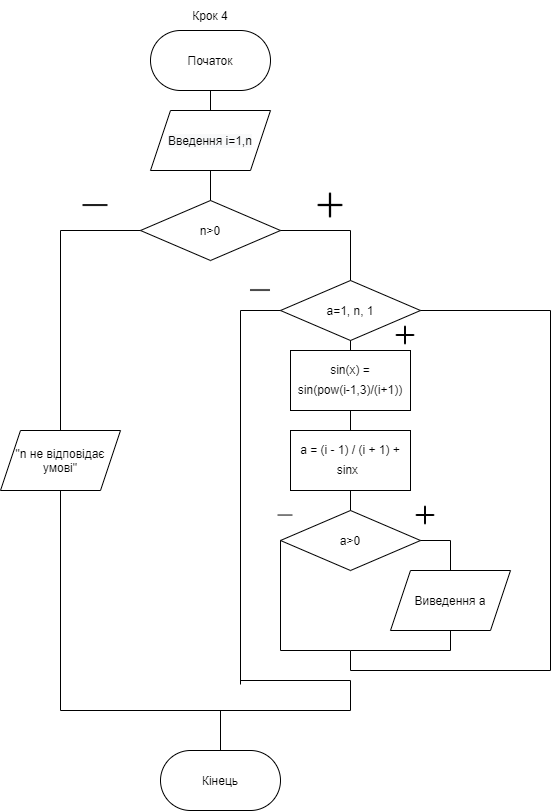 Крок 4
Початок
Введення i=1,n
n>0
a=1, n, 1
sin(x) =
sin(pow(i-1,3)/(i+1))
"n не відповідає
умові"
a = (i - 1) / (i + 1) +
sinx
a>0
Виведення a
Кінець